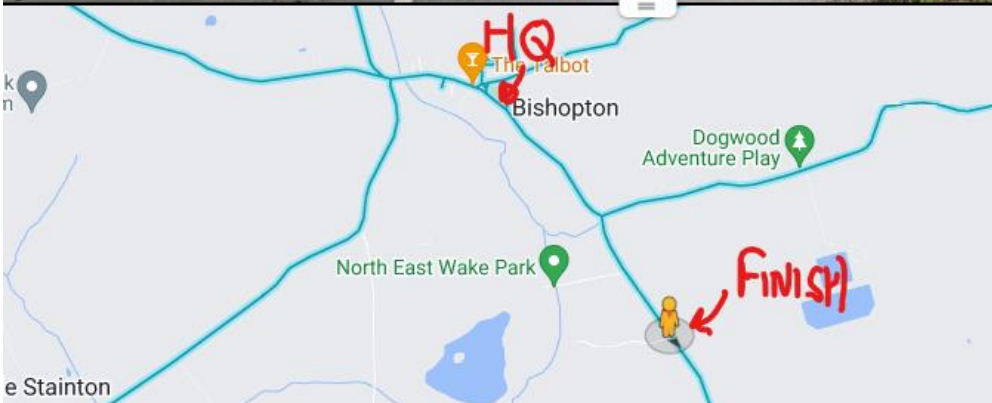 HQ
The Talbot
k
m
Bishopton
Dogwood
Adventure Play
North East Wake Park
FINISH
e Stainton